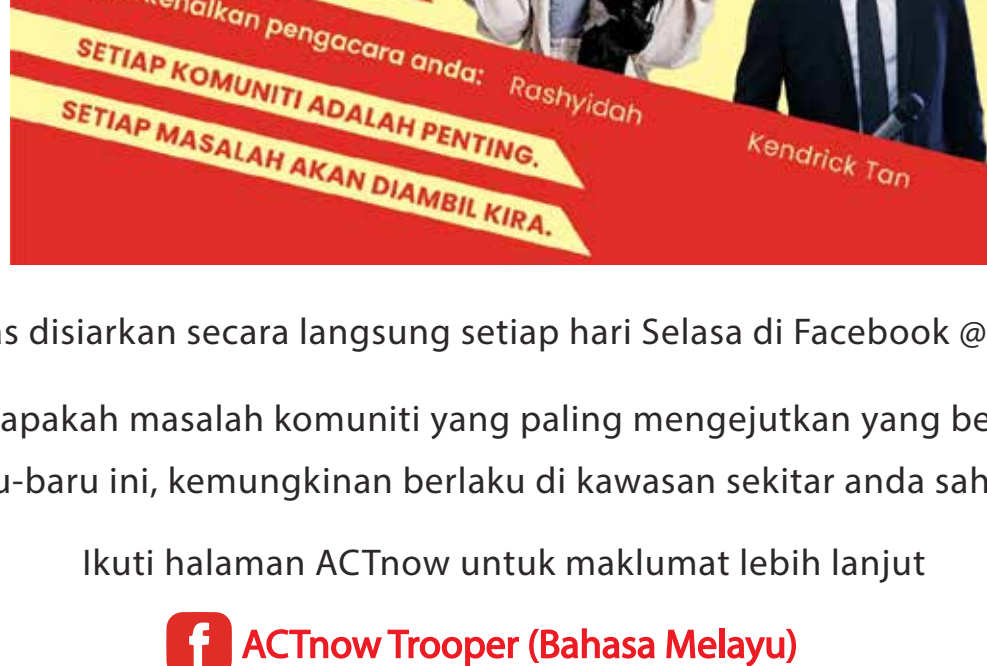 kenalkan pengacara anda:
Rashyidah
Kendrick Tan
SETIAP KOMUNITI ADALAH PENTING.
SETIAP MASALAH AKAN DIAMBIL KIRA.
disiarkan secara langsung setiap hari Selasa di Facebook @
apakah masalah komuniti yang paling mengejutkan yang be
u-baru ini, kemungkinan berlaku di kawasan sekitar anda sah
Ikuti halaman ACTnow untuk maklumat lebih lanjut
f ACTnow Trooper (Bahasa Melayu)